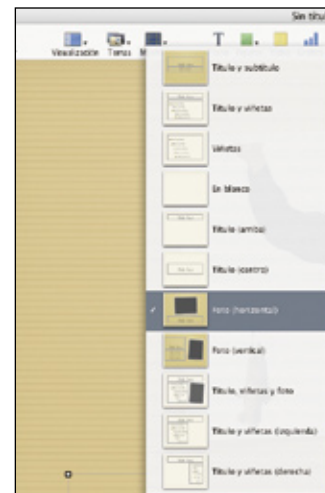 Sin títu
Visualización Temas M
Título y subtítulo
Título y viñetas
Viñetas
En blanco
Título (arriba)
Título (centro)
Foto (horizontal)
Foto (vertical)
Título, viñetas y foto
Título y viñetas (izquierda)
Título y viñetas (derecha)